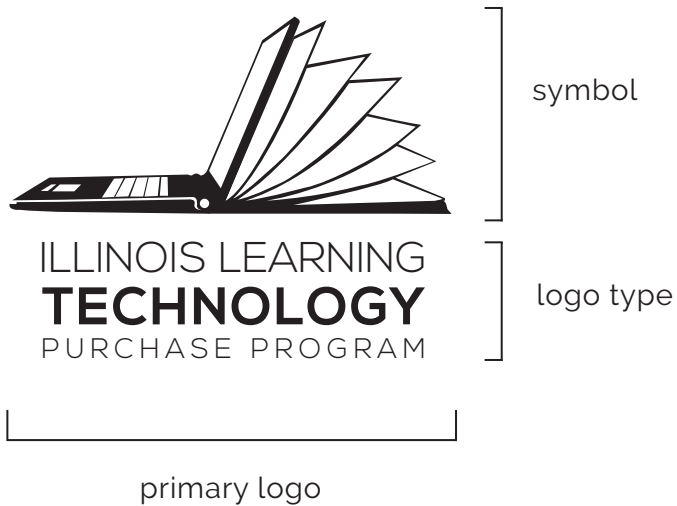 symbol
ILLINOIS LEARNING
TECHNOLOGY
PURCHASE PROGRAM
logo type
primary logo